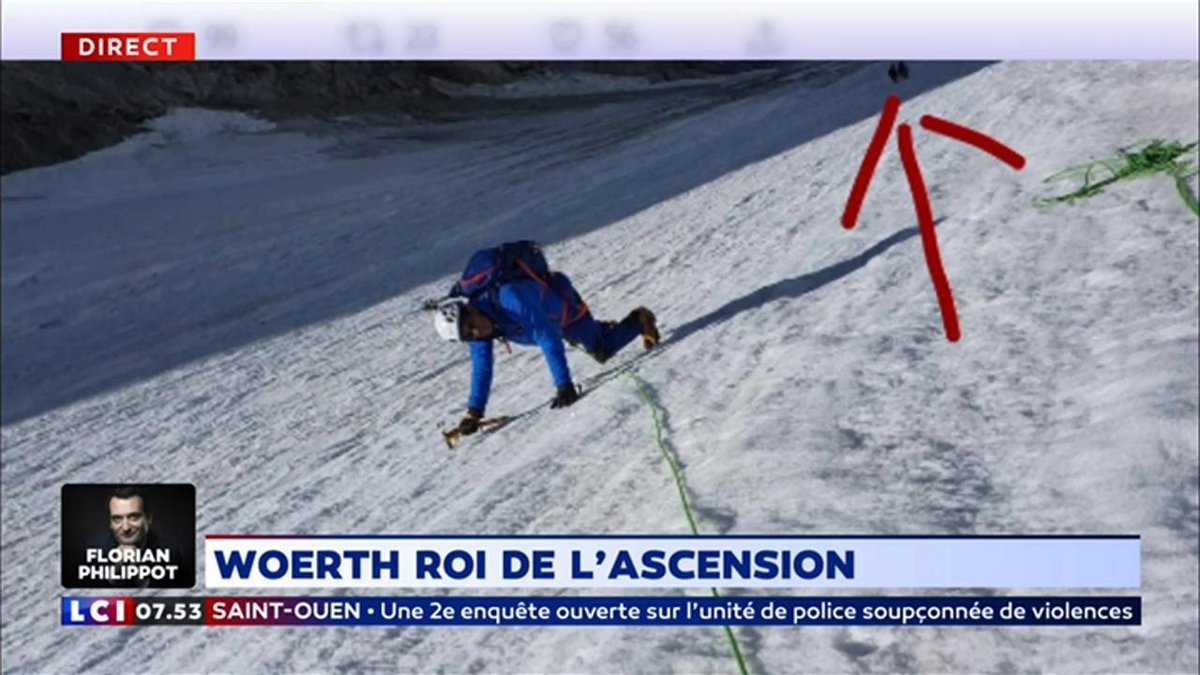 DIRECT
FLORIAN
PHILIPPOT
WOERTH ROI DE L'ASCENSION
LCI 07.53 SAINT-OUEN • Une 2e enquête ouverte sur l'unité de police soupçonnée de violences